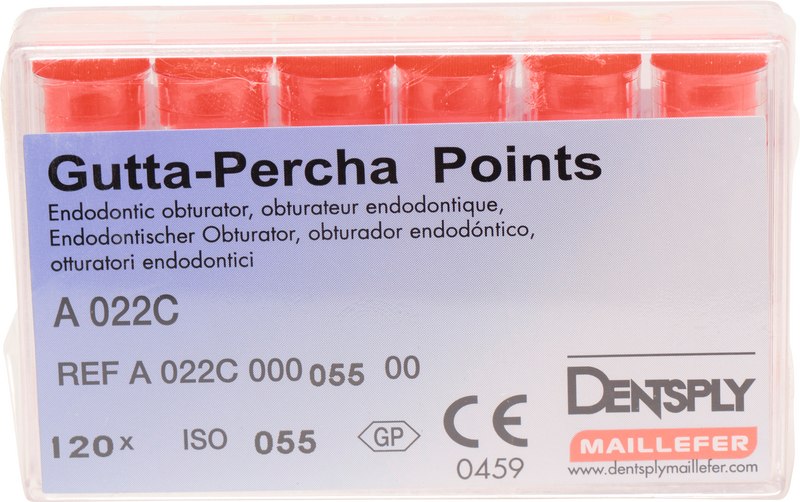 Gutta-Percha Points
Endodontic obturator, obturateur endodontique,
Endodontischer Obturator, obturador endodóntico,
otturatori endodontici
A 022C
REF A 022C 000 055 00
120x ISO 055 GP CE
0459
DENTSPLY
MAILLEFER
www.dentsplymaillefer.com